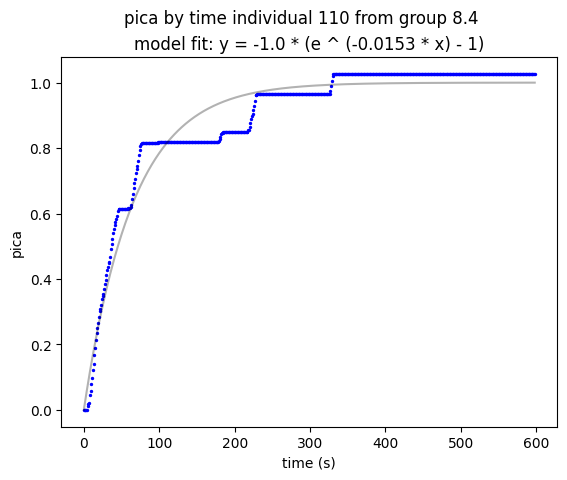 pica by time individual 110 from group 8.4
model fit: y = -1.0 * (e ^ (-0.0153 * x) - 1)
1.0
0.8
0.6
0.4
0.2
0.0
pica
0 100 200 300 400 500 600
time (s)